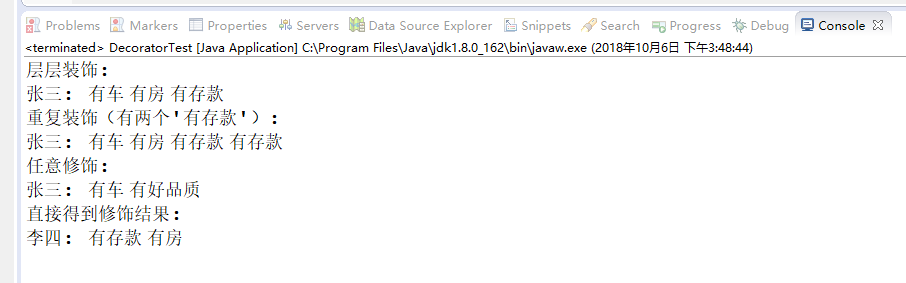 Problems Markers Properties Servers Data Source Explorer Snippets Search Progress Debug Console
<terminated> DecoratorTest [Java Application] C:\Program Files\Java\jdk1.8.0_162\bin\javaw.exe (2018年10月6日 下午3:48:44)
层层装饰：
张三： 有车 有房 有存款
重复装饰（有两个'有存款'）：
张三： 有车 有房 有存款 有存款
任意修饰：
张三： 有车 有好品质
直接得到修饰结果：
李四： 有存款 有房